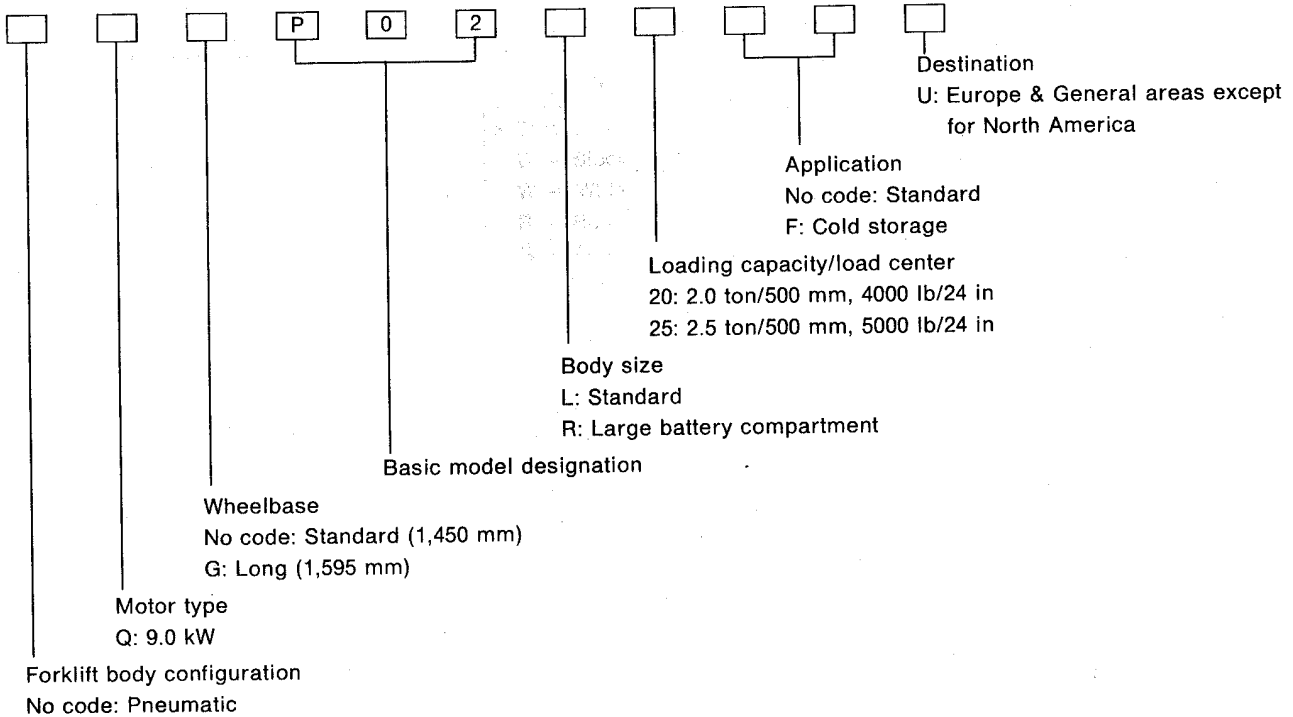 P 0 2
Destination
U: Europe & General areas except
for North America
Application
No code: Standard
F: Cold storage
Loading capacity/load center
20: 2.0 ton/500 mm, 4000 lb/24 in
25: 2.5 ton/500 mm, 5000 lb/24 in
Body size
L: Standard
R: Large battery compartment
Basic model designation
Wheelbase
No code: Standard (1,450 mm)
G: Long (1,595 mm)
Motor type
Q: 9.0 kW
Forklift body configuration
No code: Pneumatic